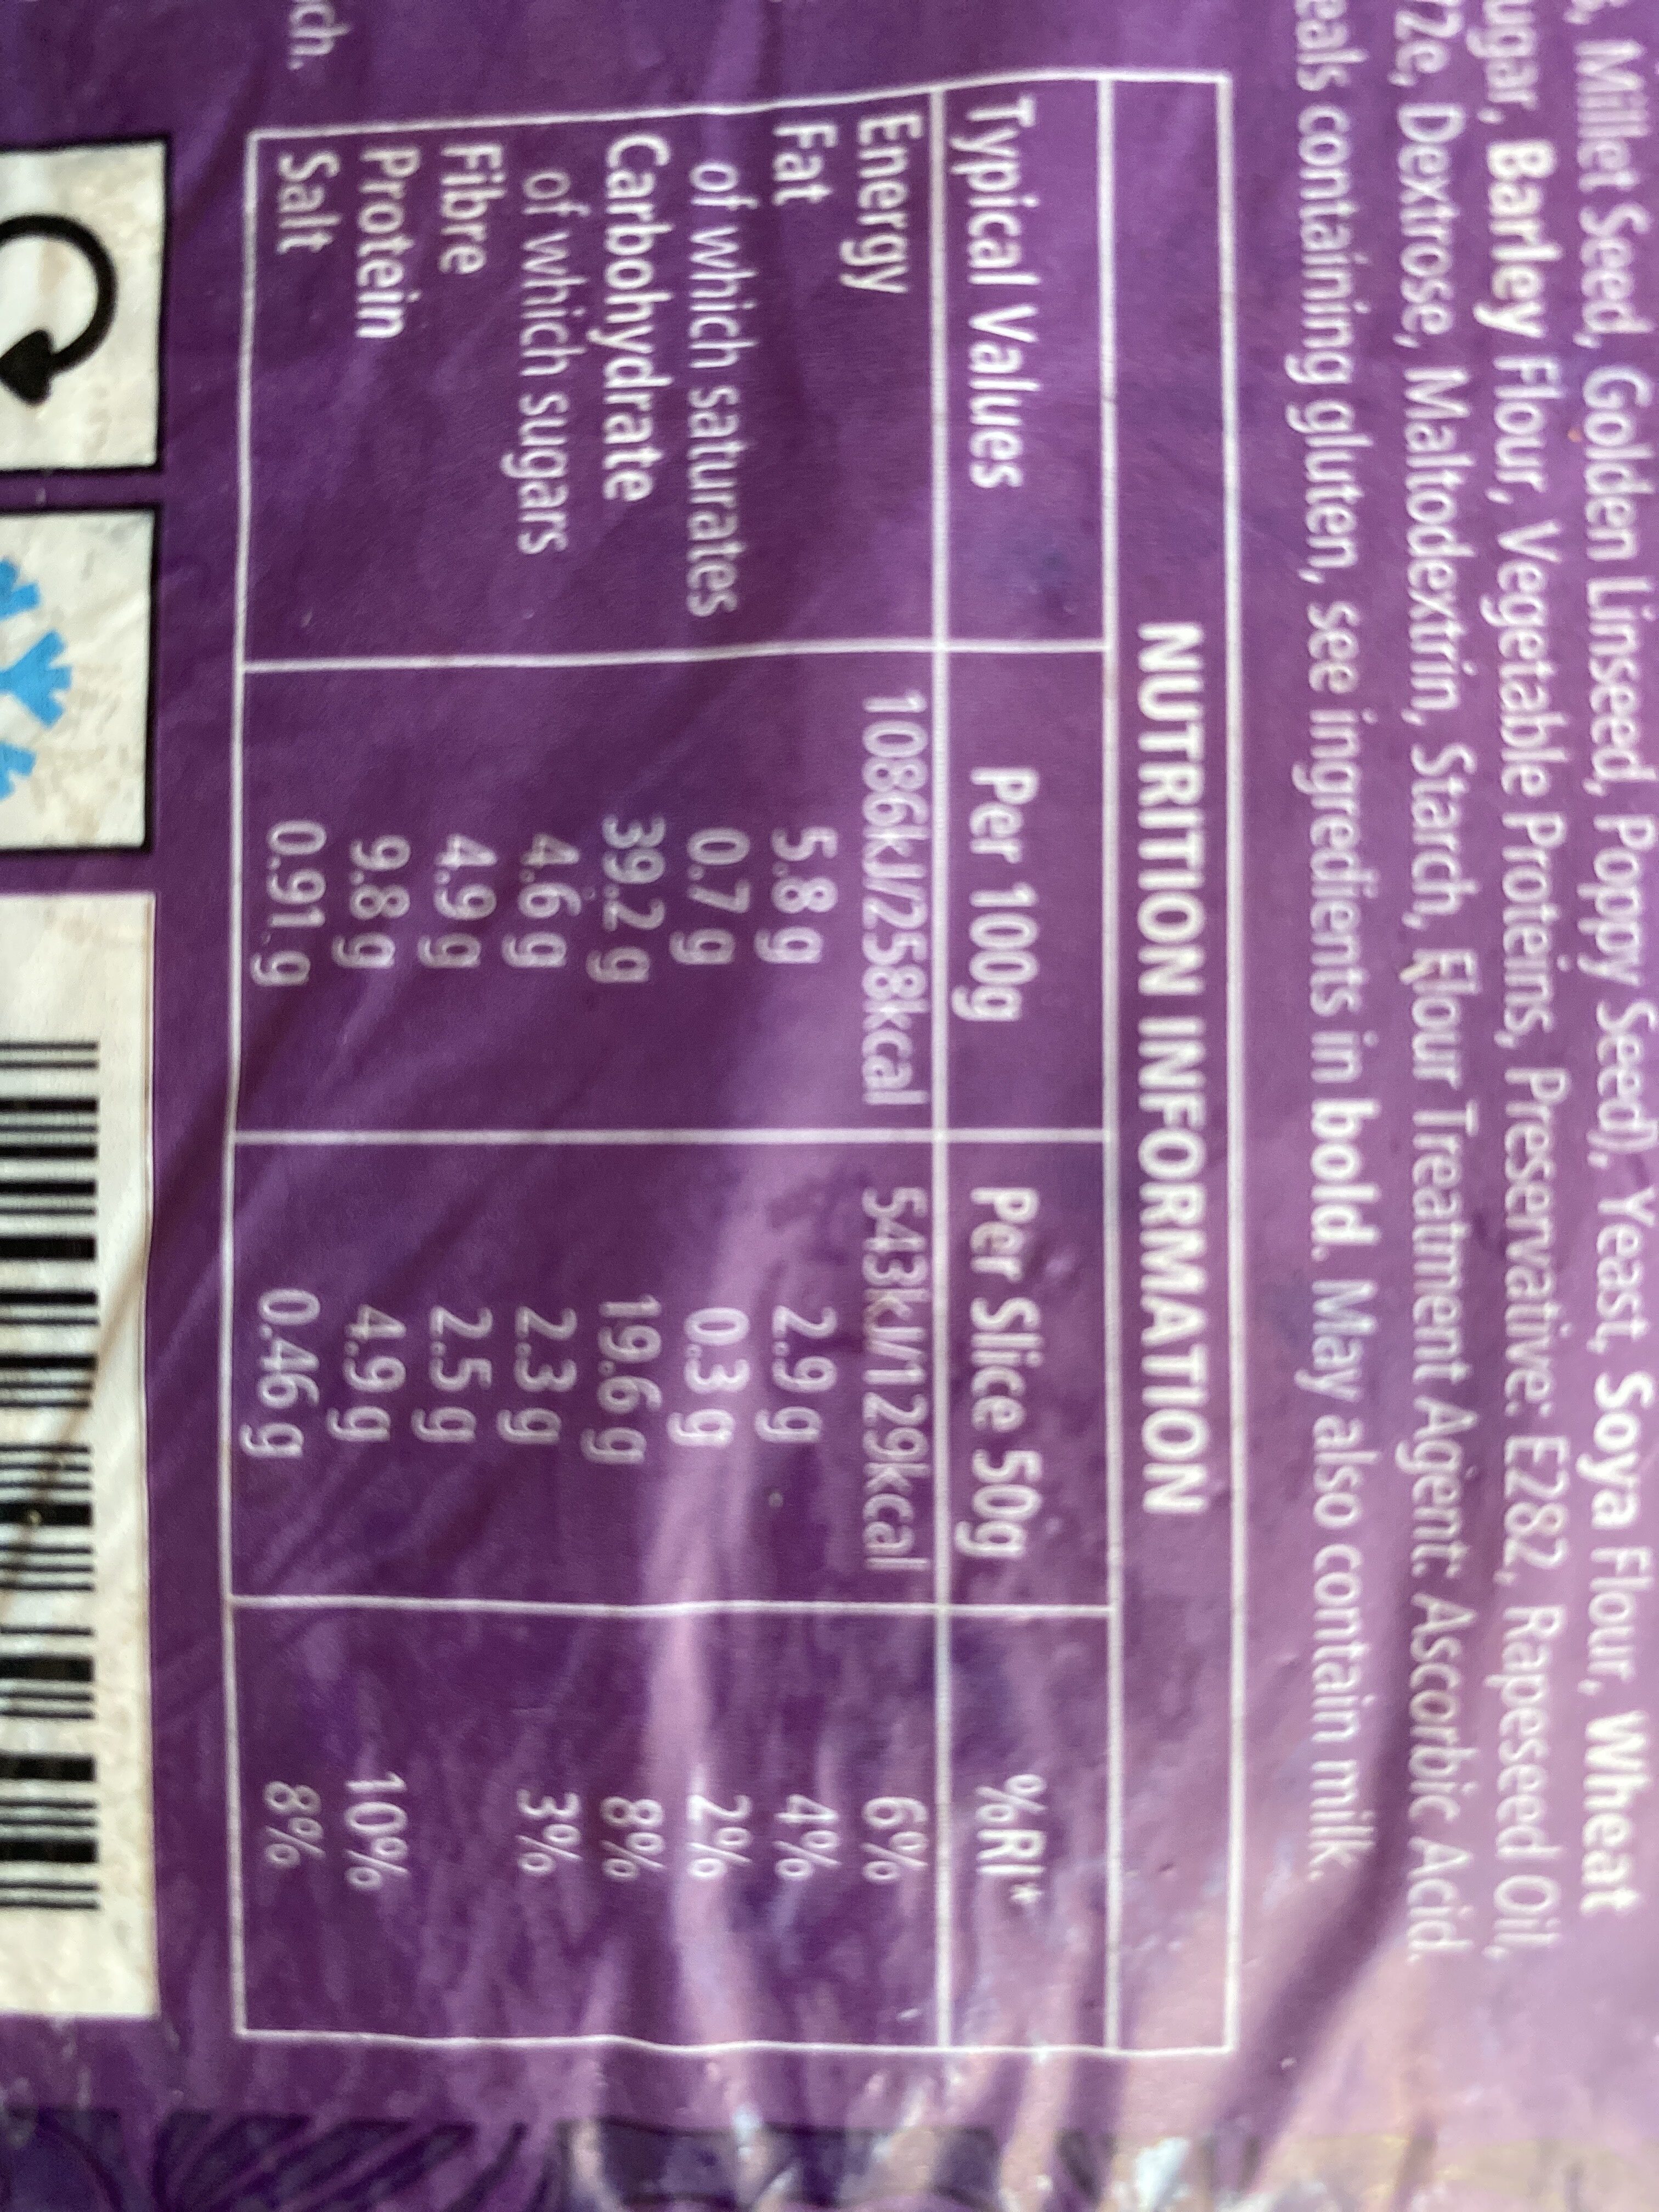 Millet Seed, Golden Linseed, Poppy Seed), Yeast, Soya Flour, Wheat
ugar, Barley Flour, Vegetable Proteins, Preservative: E282, Rapeseed Oil,
Dextrose, Maltodextrin, Starch, Flour Treatment Agent: Ascorbic Acid.
eals containing gluten, see ingredients in bold. May also contain milk.
NUTRITION INFORMATION
Typical Values Per 100g Per Slice 50g %RI*
Energy 1086kJ/258kcal 543kJ/129kcal 6%
Fat 5.8 g 2.9 g 4%
of which saturates 0.7 g 0.3 g 2%
Carbohydrate 39.2 g 19.6 g 8%
of which sugars 4.6 g 2.3 g 3%
Fibre 4.9 g 2.5 g
Protein 9.8 g 4.9 g 10%
Salt 0.91 g 0.46 g 8%
ch.